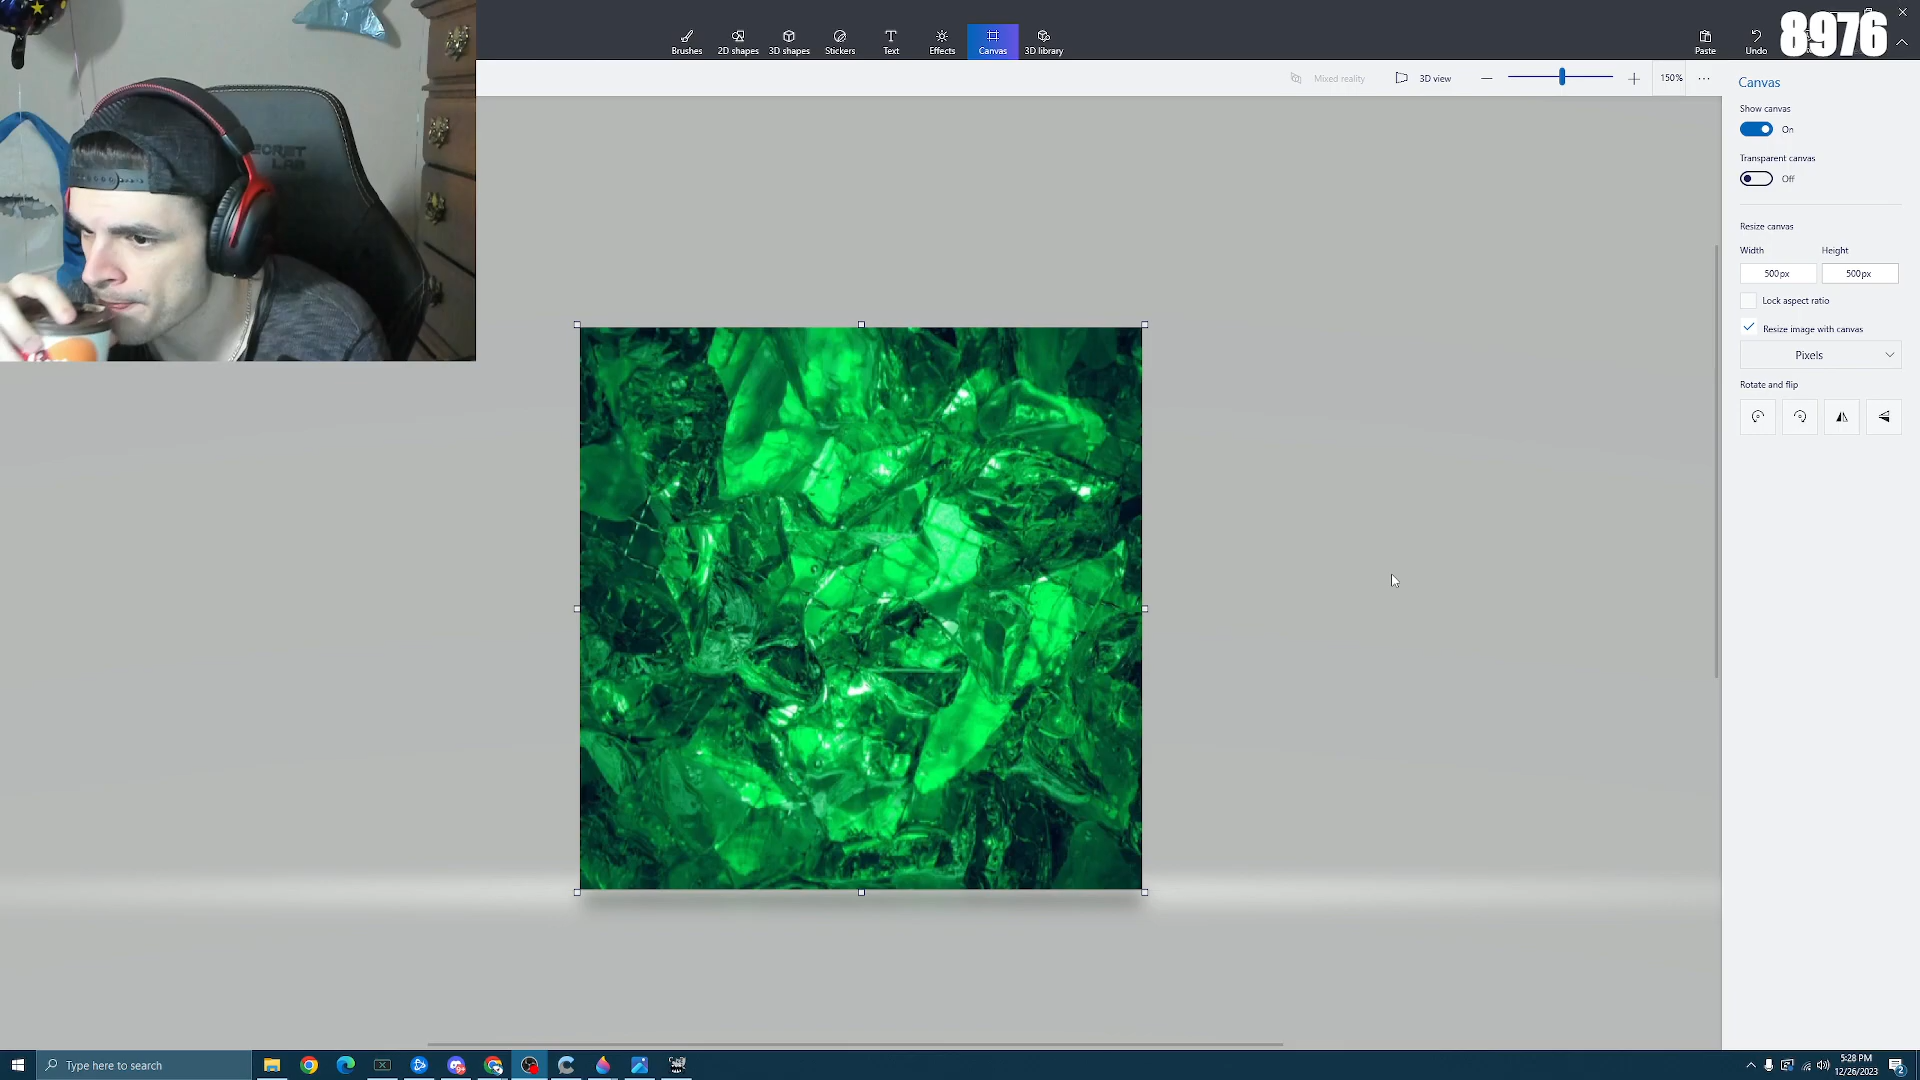 8976
Brushes
2D shapes
3D shapes
Stickers
Text
Effects
Canvas
3D library
Paste
Undo
Mixed reality
3D view
150%
Canvas
Show canvas
On
Transparent canvas
Off
Resize canvas
Width Height
500px 500px
Lock aspect ratio
Resize image with canvas
Pixels
Rotate and flip
SECRET
LAB
Type here to search
5:28 PM
12/26/2023